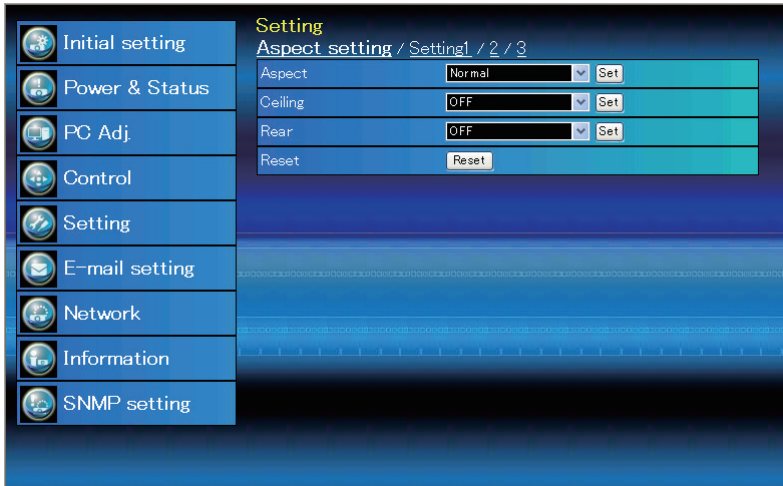 Initial setting
Power & Status
PC Adj.
Control
Setting
E-mail setting
Network
Information
SNMP setting
Setting
Aspect setting / Setting1 / 2 / 3
Aspect Normal Set
Ceiling OFF Set
Rear OFF Set
Reset Reset